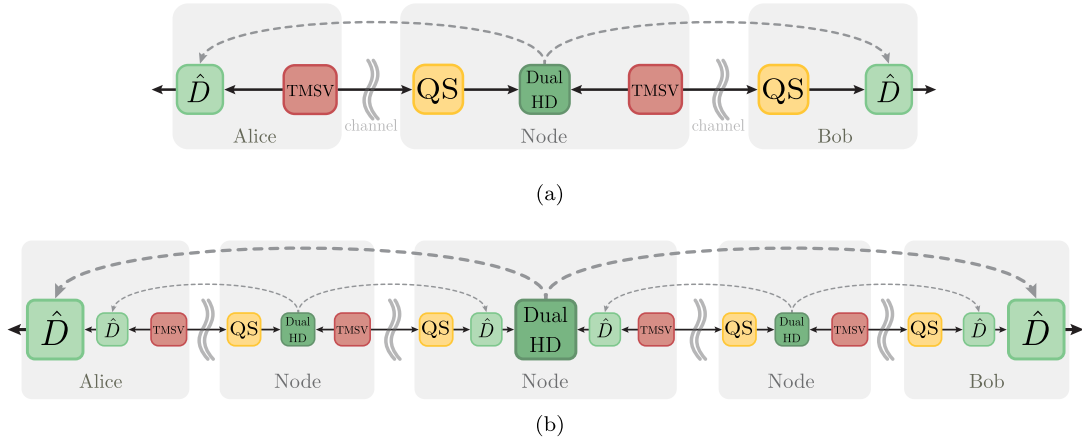 D̂ TMSV QS Dual HD TMSV QS D̂
channel channel
Alice Node Bob
(a)
D̂ D̂ TMSV QS Dual HD TMSV QS D̂ Dual HD D̂ TMSV QS Dual HD TMSV QS D̂ D̂
Alice Node Node Node Bob
(b)